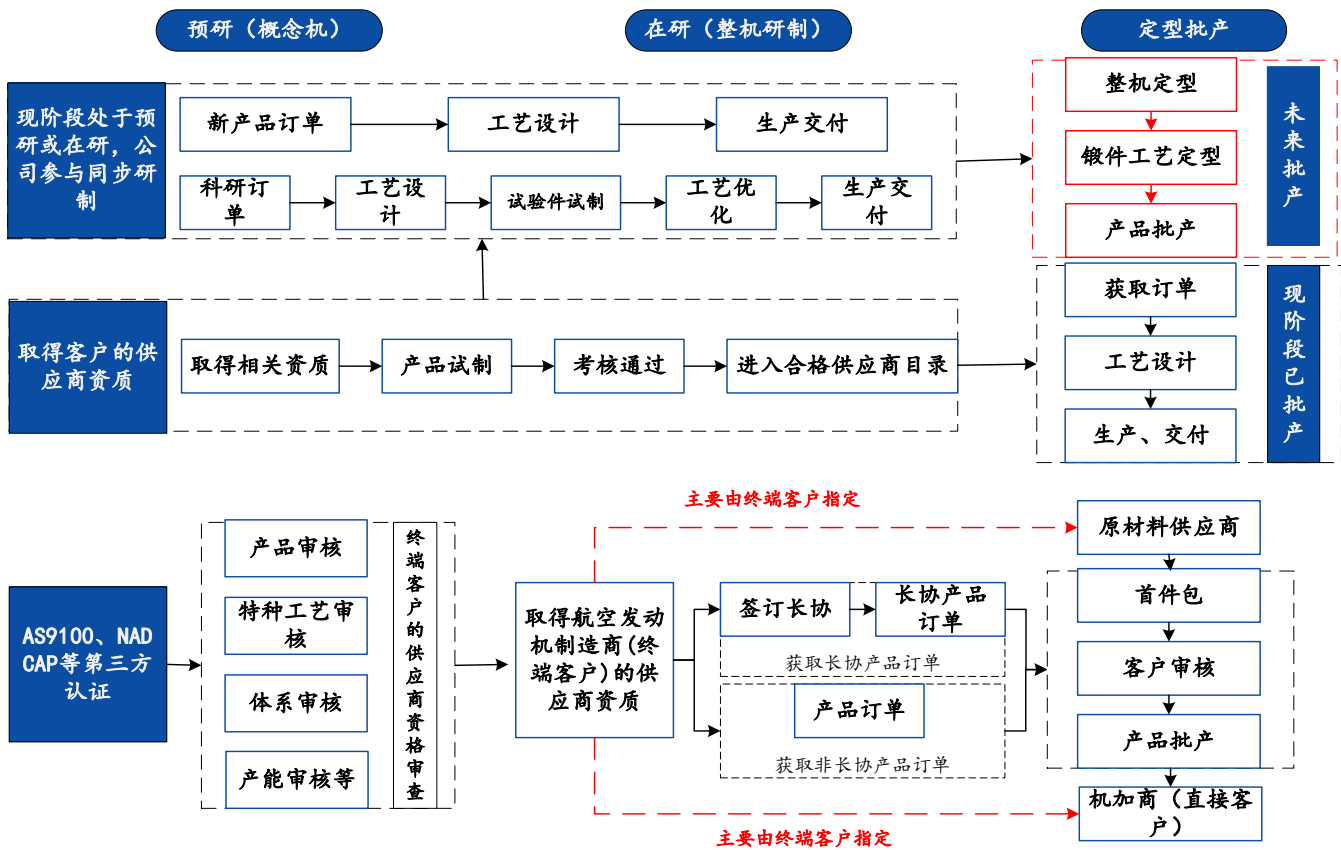 预研（概念机）
在研（整机研制）
定型批产
现阶段处于预
研或在研，公
司参与同步研
制
新产品订单
工艺设计
生产交付
科研订
单
工艺设
计
试验件试制
工艺优
化
生产交
付
整机定型
锻件工艺定型
产品批产
未
来
批
产
取得客户的供
应商资质
取得相关资质
产品试制
考核通过
进入合格供应商目录
获取订单
工艺设计
生产、交付
现
阶
段
已
批
产
AS9100、NAD
CAP等第三方
认证
产品审核
特种工艺审
核
体系审核
产能审核等
终
端
客
户
的
供
应
商
资
格
审
查
取得航空发动
机制造商(终
端客户)的供
应商资质
主要由终端客户指定
签订长协
长协产品
订单
获取长协产品订单
产品订单
获取非长协产品订单
主要由终端客户指定
原材料供应商
首件包
客户审核
产品批产
机加商（直接客
户）